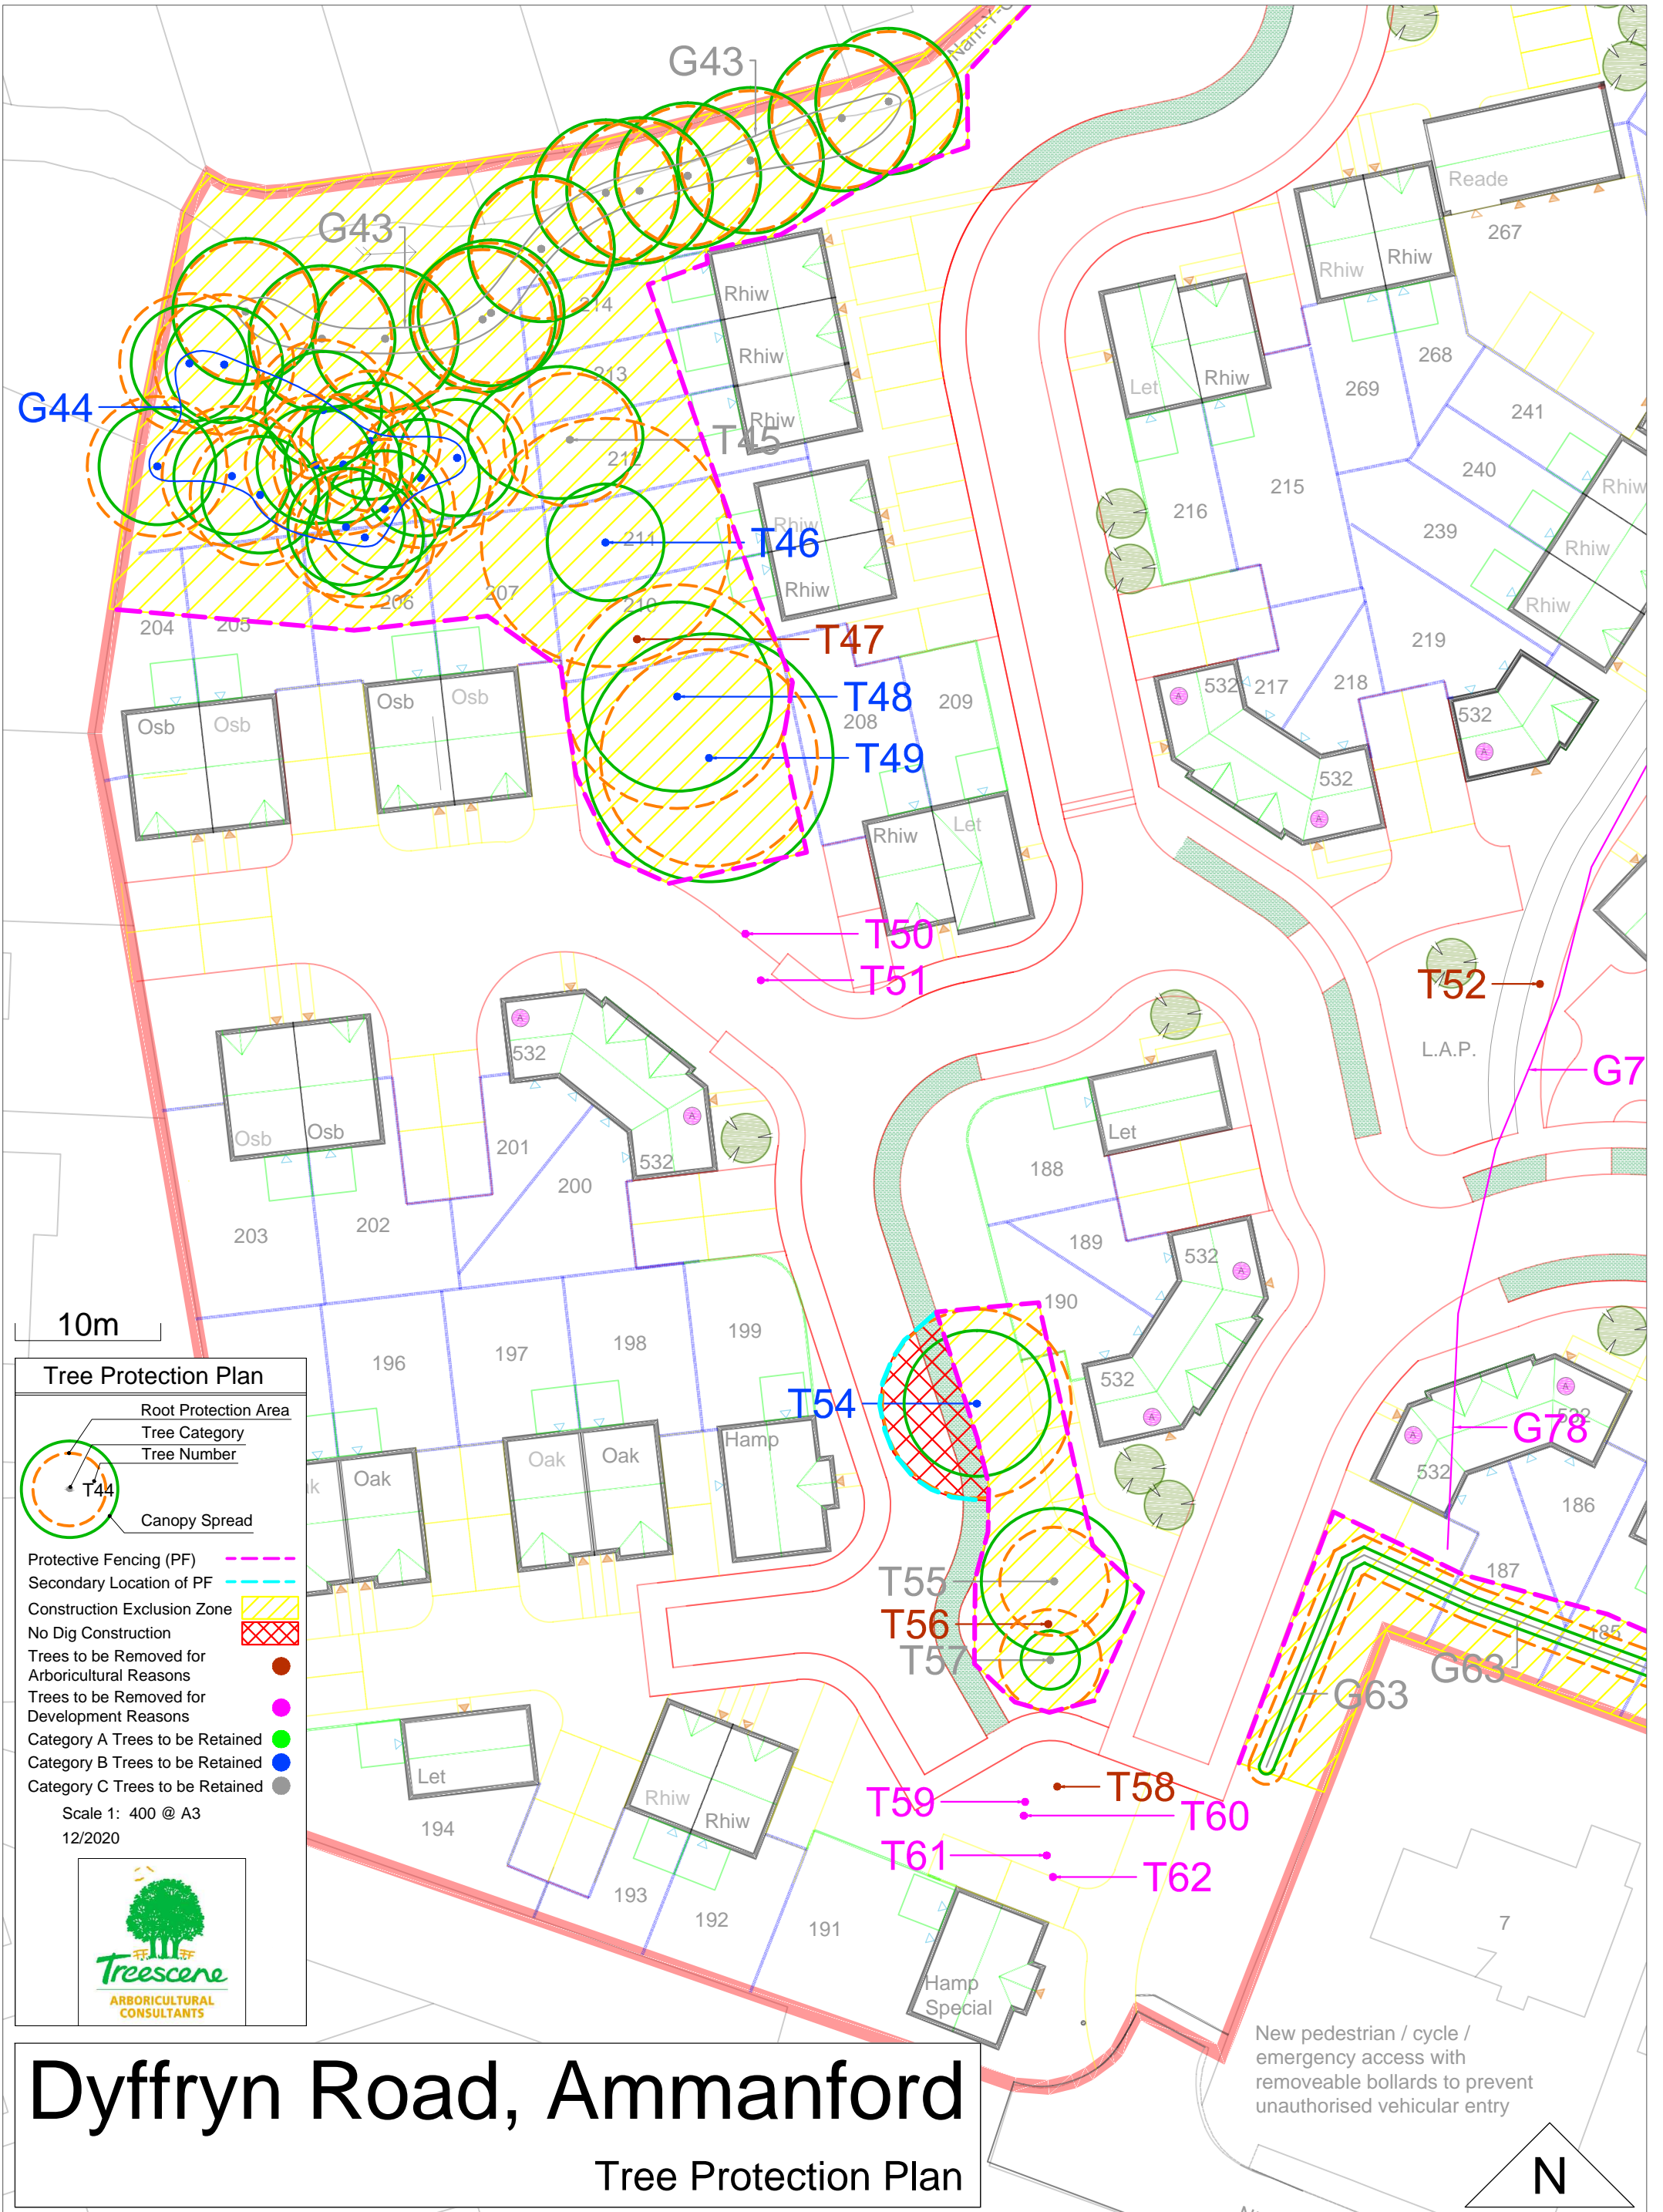 Nant-Y-
G43
G43
G44
Reade
267
Rhiw
Rhiw
Rhiw
Rhiw
Rhiw
214
213
212
T45
Let
Rhiw
268
269
241
240
239
Rhiw
Rhiw
Rhiw
216
215
211
T46
Rhiw
Rhiw
210
T47
T48
T49
204
205
206
207
208
209
219
218
217
532
532
532
A
A
A
Osb
Osb
Osb
Osb
Rhiw
Let
T50
T51
T52
L.A.P.
G7
532
532
A
A
Osb
Osb
201
200
203
202
Let
188
189
190
532
532
A
A
10m
196
197
198
199
T54
Hamp
Oak
Oak
Oak
G78
532
532
A
A
186
187
185
T55
T56
T57
G63
G63
T58
T59
T60
T61
T62
Let
Rhiw
Rhiw
194
193
192
191
Hamp
Special
7
Tree Protection Plan
Root Protection Area
Tree Category
Tree Number
T44
Canopy Spread
Protective Fencing (PF)
Secondary Location of PF
Construction Exclusion Zone
No Dig Construction
Trees to be Removed for
Arboricultural Reasons
Trees to be Removed for
Development Reasons
Category A Trees to be Retained
Category B Trees to be Retained
Category C Trees to be Retained
Scale 1: 400 @ A3
12/2020
Treescene
ARBORICULTURAL
CONSULTANTS
New pedestrian / cycle /
emergency access with
removeable bollards to prevent
unauthorised vehicular entry
Dyffryn Road, Ammanford
Tree Protection Plan
N